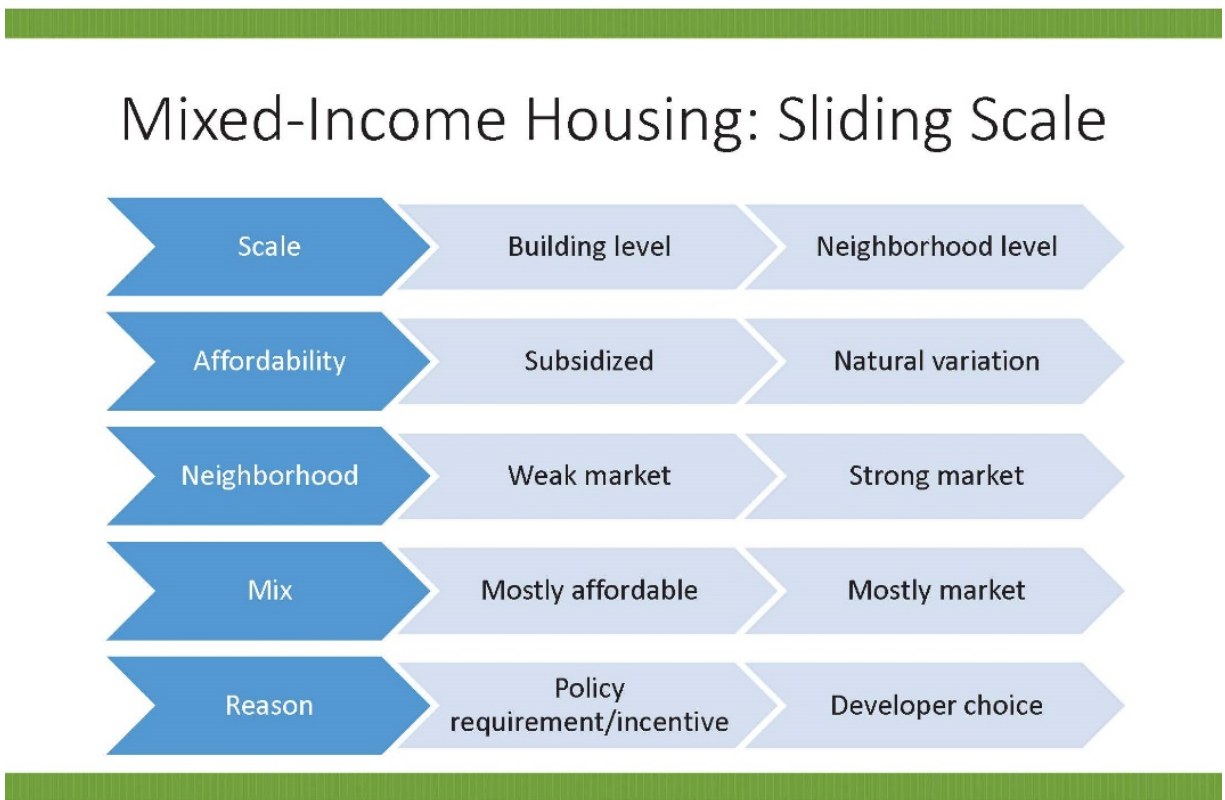 Mixed-Income Housing: Sliding Scale
Scale
Building level
Neighborhood level
Affordability
Subsidized
Natural variation
Neighborhood
Weak market
Strong market
Mix
Mostly affordable
Mostly market
Reason
Policy
requirement/incentive
Developer choice